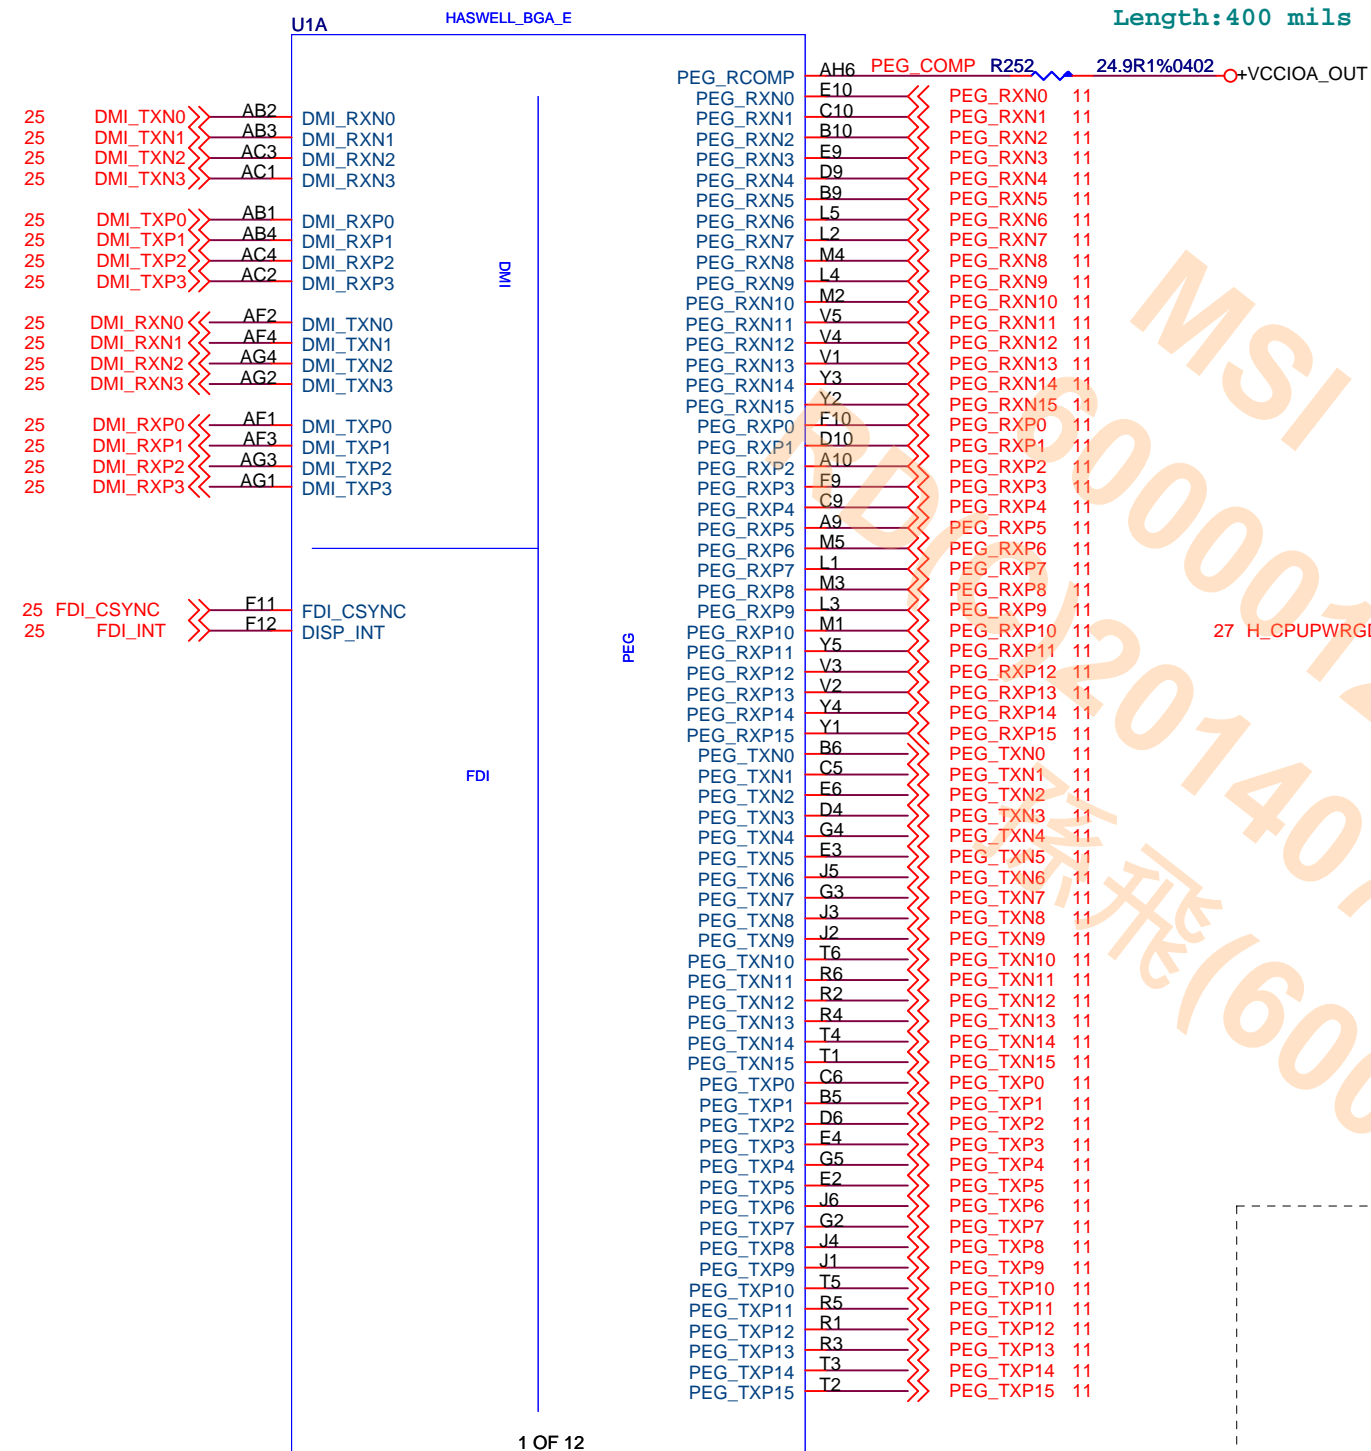 Length:400 mils
U1A HASWELL_BGA_E
PEG_RCOMP AH6 PEG_COMP R252 24.9R1%0402 +VCCIOA_OUT
25 DMI_TXN0 AB2 DMI_RXN0
25 DMI_TXN1 AB3 DMI_RXN1
25 DMI_TXN2 AC3 DMI_RXN2
25 DMI_TXN3 AC1 DMI_RXN3
25 DMI_TXP0 AB1 DMI_RXP0
25 DMI_TXP1 AB4 DMI_RXP1
25 DMI_TXP2 AC4 DMI_RXP2
25 DMI_TXP3 AC2 DMI_RXP3
25 DMI_RXN0 AF2 DMI_TXN0
25 DMI_RXN1 AF4 DMI_TXN1
25 DMI_RXN2 AG4 DMI_TXN2
25 DMI_RXN3 AG2 DMI_TXN3
25 DMI_RXP0 AF1 DMI_TXP0
25 DMI_RXP1 AF3 DMI_TXP1
25 DMI_RXP2 AG3 DMI_TXP2
25 DMI_RXP3 AG1 DMI_TXP3
DMI
25 FDI_CSYNC F11 FDI_CSYNC
25 FDI_INT F12 DISP_INT
FDI
PEG
PEG_RXN0 E10 PEG_RXN0 11
PEG_RXN1 C10 PEG_RXN1 11
PEG_RXN2 B10 PEG_RXN2 11
PEG_RXN3 E9 PEG_RXN3 11
PEG_RXN4 D9 PEG_RXN4 11
PEG_RXN5 B9 PEG_RXN5 11
PEG_RXN6 L5 PEG_RXN6 11
PEG_RXN7 L2 PEG_RXN7 11
PEG_RXN8 M4 PEG_RXN8 11
PEG_RXN9 L4 PEG_RXN9 11
PEG_RXN10 M2 PEG_RXN10 11
PEG_RXN11 V5 PEG_RXN11 11
PEG_RXN12 V4 PEG_RXN12 11
PEG_RXN13 V1 PEG_RXN13 11
PEG_RXN14 Y3 PEG_RXN14 11
PEG_RXN15 Y2 PEG_RXN15 11
PEG_RXP0 F10 PEG_RXP0 11
PEG_RXP1 D10 PEG_RXP1 11
PEG_RXP2 A10 PEG_RXP2 11
PEG_RXP3 F9 PEG_RXP3 11
PEG_RXP4 C9 PEG_RXP4 11
PEG_RXP5 A9 PEG_RXP5 11
PEG_RXP6 M5 PEG_RXP6 11
PEG_RXP7 L1 PEG_RXP7 11
PEG_RXP8 M3 PEG_RXP8 11
PEG_RXP9 L3 PEG_RXP9 11
PEG_RXP10 M1 PEG_RXP10 11
PEG_RXP11 Y5 PEG_RXP11 11
PEG_RXP12 V3 PEG_RXP12 11
PEG_RXP13 V2 PEG_RXP13 11
PEG_RXP14 Y4 PEG_RXP14 11
PEG_RXP15 Y1 PEG_RXP15 11
PEG_TXN0 B6 PEG_TXN0 11
PEG_TXN1 C5 PEG_TXN1 11
PEG_TXN2 E6 PEG_TXN2 11
PEG_TXN3 D4 PEG_TXN3 11
PEG_TXN4 G4 PEG_TXN4 11
PEG_TXN5 E3 PEG_TXN5 11
PEG_TXN6 J5 PEG_TXN6 11
PEG_TXN7 G3 PEG_TXN7 11
PEG_TXN8 J3 PEG_TXN8 11
PEG_TXN9 J2 PEG_TXN9 11
PEG_TXN10 T6 PEG_TXN10 11
PEG_TXN11 R6 PEG_TXN11 11
PEG_TXN12 R2 PEG_TXN12 11
PEG_TXN13 R4 PEG_TXN13 11
PEG_TXN14 T4 PEG_TXN14 11
PEG_TXN15 T1 PEG_TXN15 11
PEG_TXP0 C6 PEG_TXP0 11
PEG_TXP1 B5 PEG_TXP1 11
PEG_TXP2 D6 PEG_TXP2 11
PEG_TXP3 E4 PEG_TXP3 11
PEG_TXP4 G5 PEG_TXP4 11
PEG_TXP5 E2 PEG_TXP5 11
PEG_TXP6 J6 PEG_TXP6 11
PEG_TXP7 G2 PEG_TXP7 11
PEG_TXP8 J4 PEG_TXP8 11
PEG_TXP9 J1 PEG_TXP9 11
PEG_TXP10 T5 PEG_TXP10 11
PEG_TXP11 R5 PEG_TXP11 11
PEG_TXP12 R1 PEG_TXP12 11
PEG_TXP13 R3 PEG_TXP13 11
PEG_TXP14 T3 PEG_TXP14 11
PEG_TXP15 T2 PEG_TXP15 11
27 H_CPUPWRGD
1 OF 12
MSI
6000012
RD(C)201407
孫飛(600